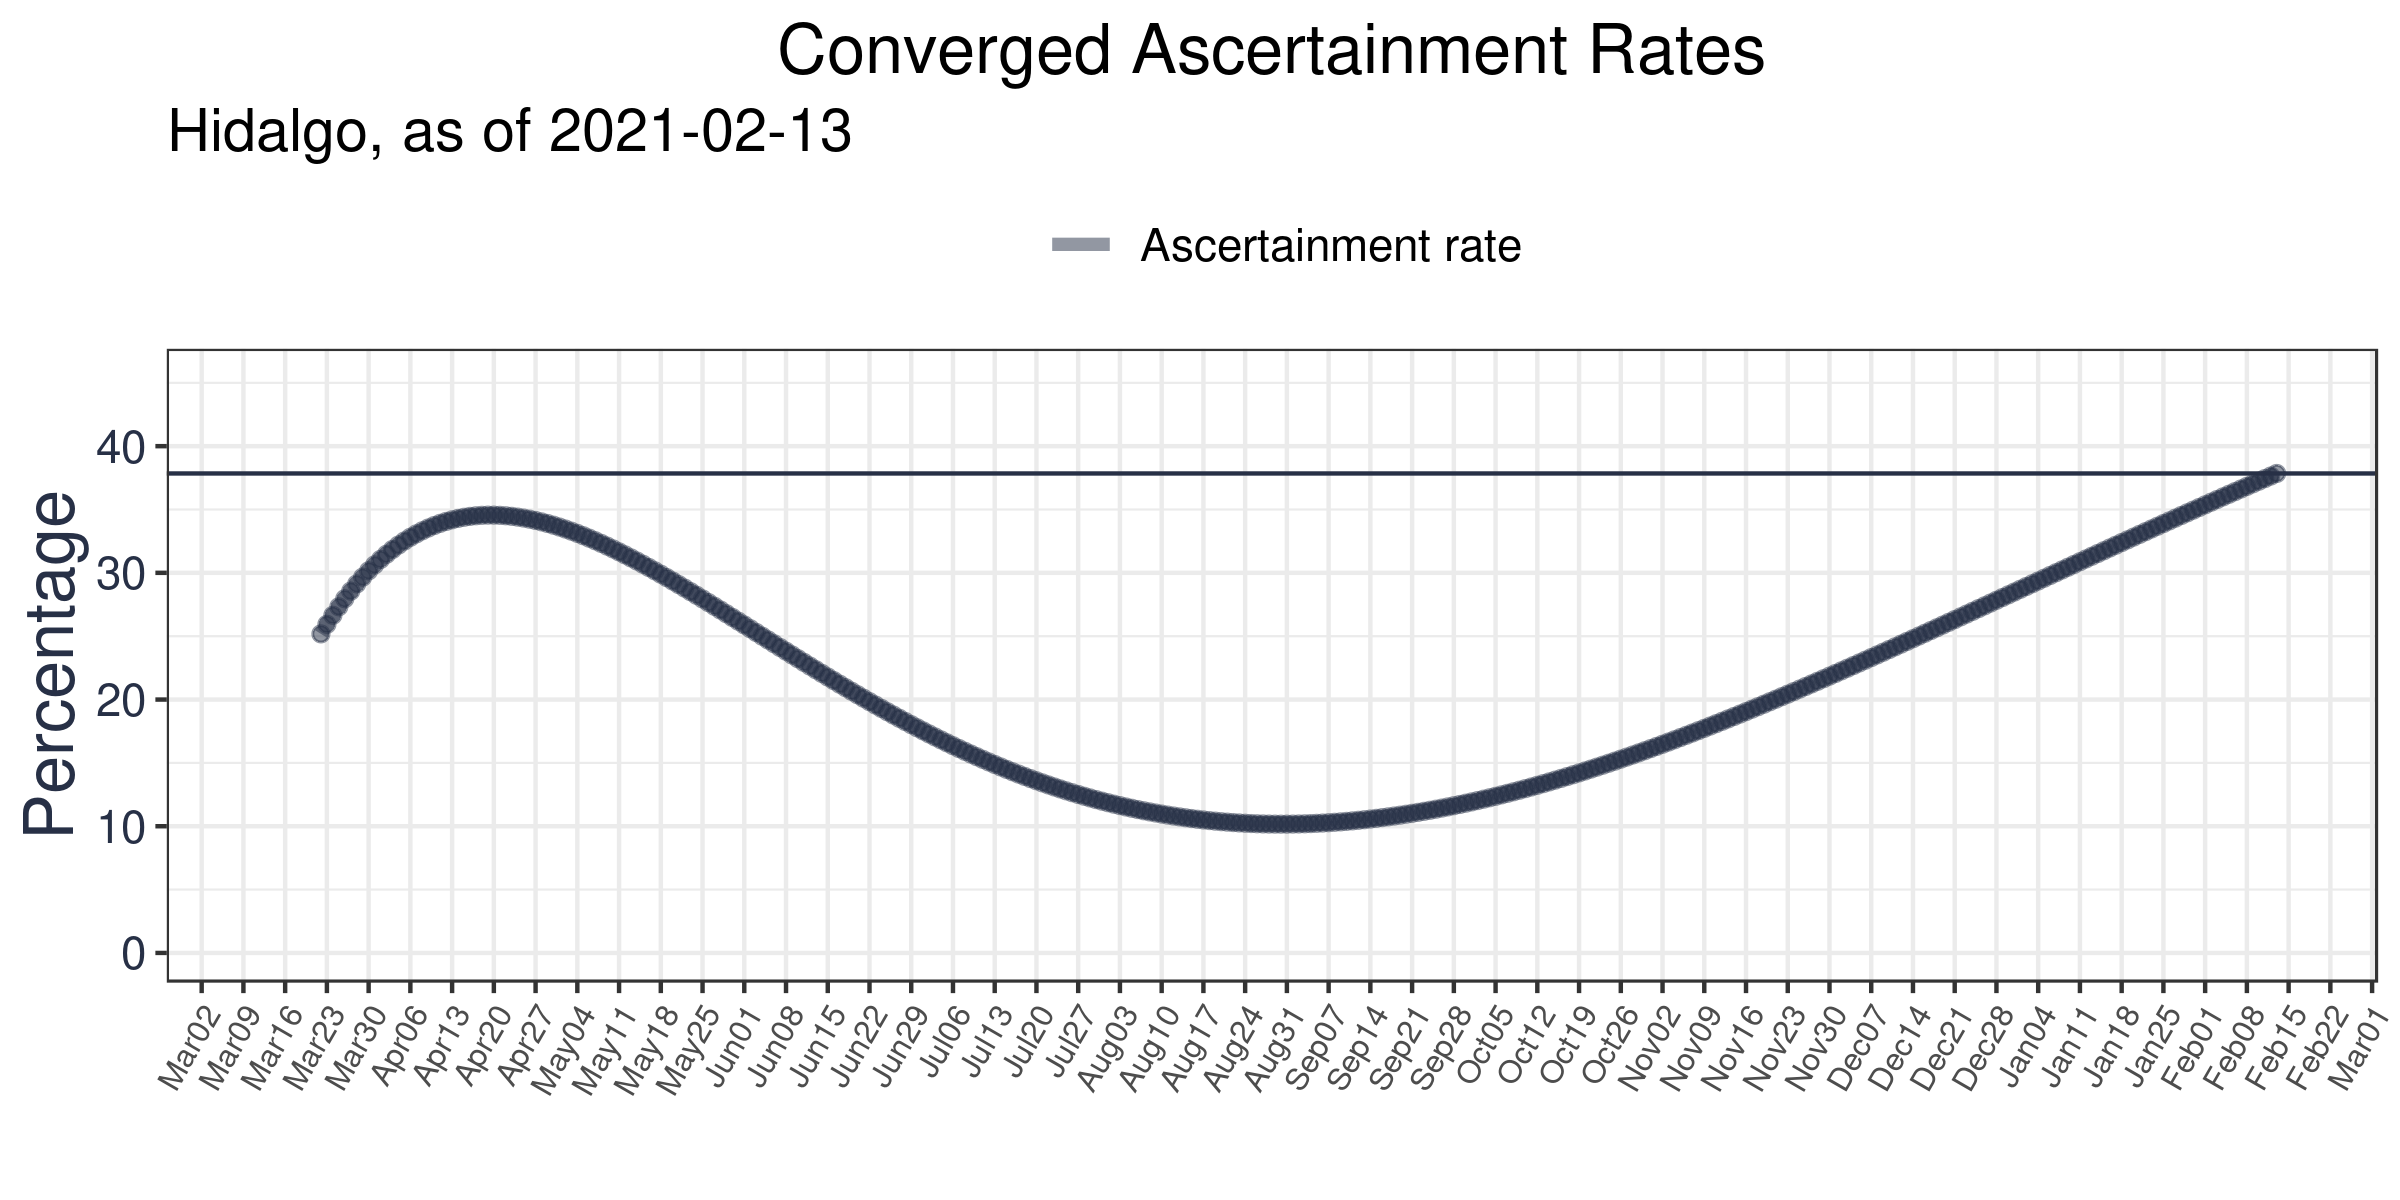 Converged Ascertainment Rates
Hidalgo, as of 2021-02-13
Ascertainment rate
Percentage
40
30
20
10
0
Mar02 Mar09 Mar16 Mar23 Mar30 Apr06 Apr13 Apr20 Apr27 May04 May11 May18 May25 Jun01 Jun08 Jun15 Jun22 Jun29 Jul06 Jul13 Jul20 Jul27 Aug03 Aug10 Aug17 Aug24 Aug31 Sep07 Sep14 Sep21 Sep28 Oct05 Oct12 Oct19 Oct26 Nov02 Nov09 Nov16 Nov23 Nov30 Dec07 Dec14 Dec21 Dec28 Jan04 Jan11 Jan18 Jan25 Feb01 Feb08 Feb15 Feb22 Mar01